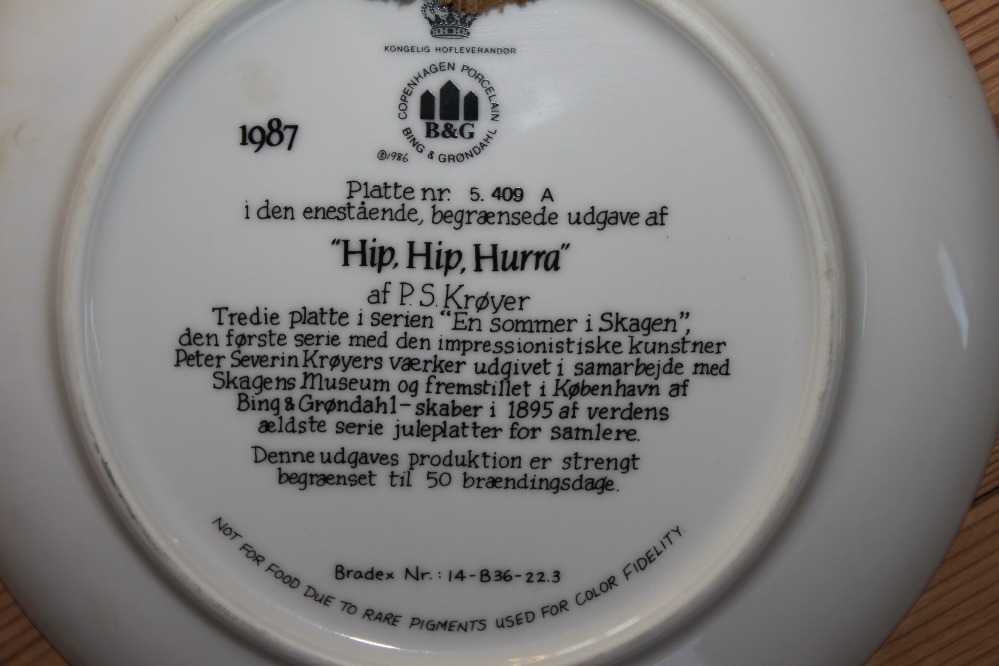 KONGELIG HOFLEVERANDØR
COPENHAGEN PORCELAIN
B&G
BING & GRØNDAHL
©1986
1987
Platte nr. 5.409 A
i den enestående, begrænsede udgave af
"Hip, Hip, Hurra"
af P.S. Krøyer
Tredie platte i serien "En sommer i Skagen",
den første serie med den impressionistiske kunstner
Peter Severin Krøyers værker udgivet i samarbejde med
Skagens Museum og fremstillet i København af
Bing & Grøndahl – skaber i 1895 af verdens
ældste serie juleplatter for samlere.
Denne udgaves produktion er strengt
begrænset til 50 brændingsdage.
Bradex Nr.: 14-B36-22.3
NOT FOR FOOD DUE TO RARE PIGMENTS USED FOR COLOR FIDELITY.